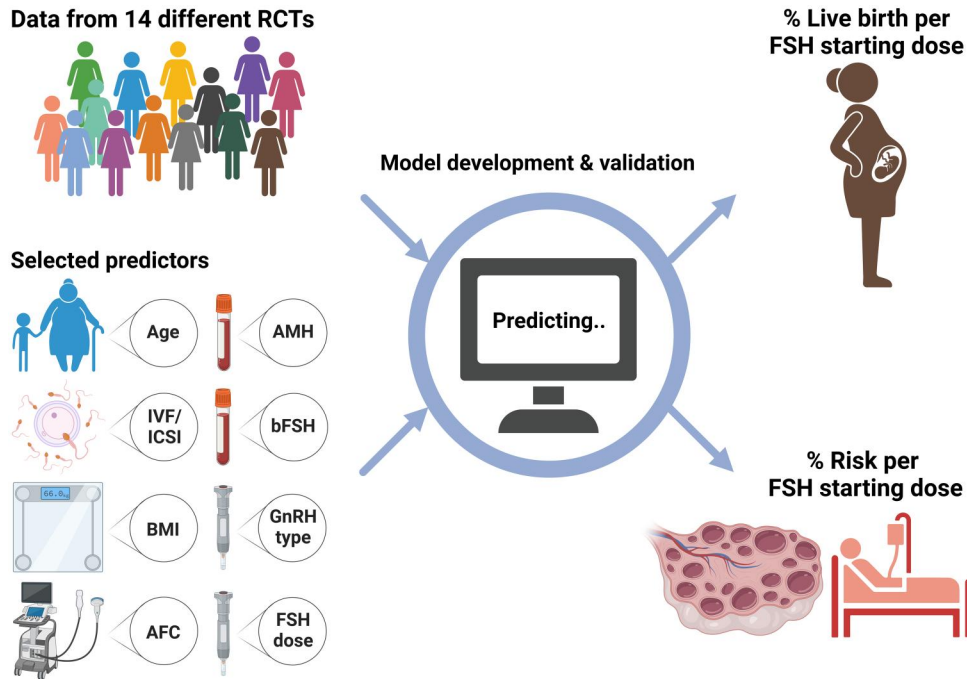 Data from 14 different RCTs
% Live birth per
FSH starting dose
Model development & validation
Selected predictors
Age
AMH
Predicting..
IVF/
ICSI
bFSH
66.0kg
BMI
GnRH
type
% Risk per
FSH starting dose
AFC
FSH
dose